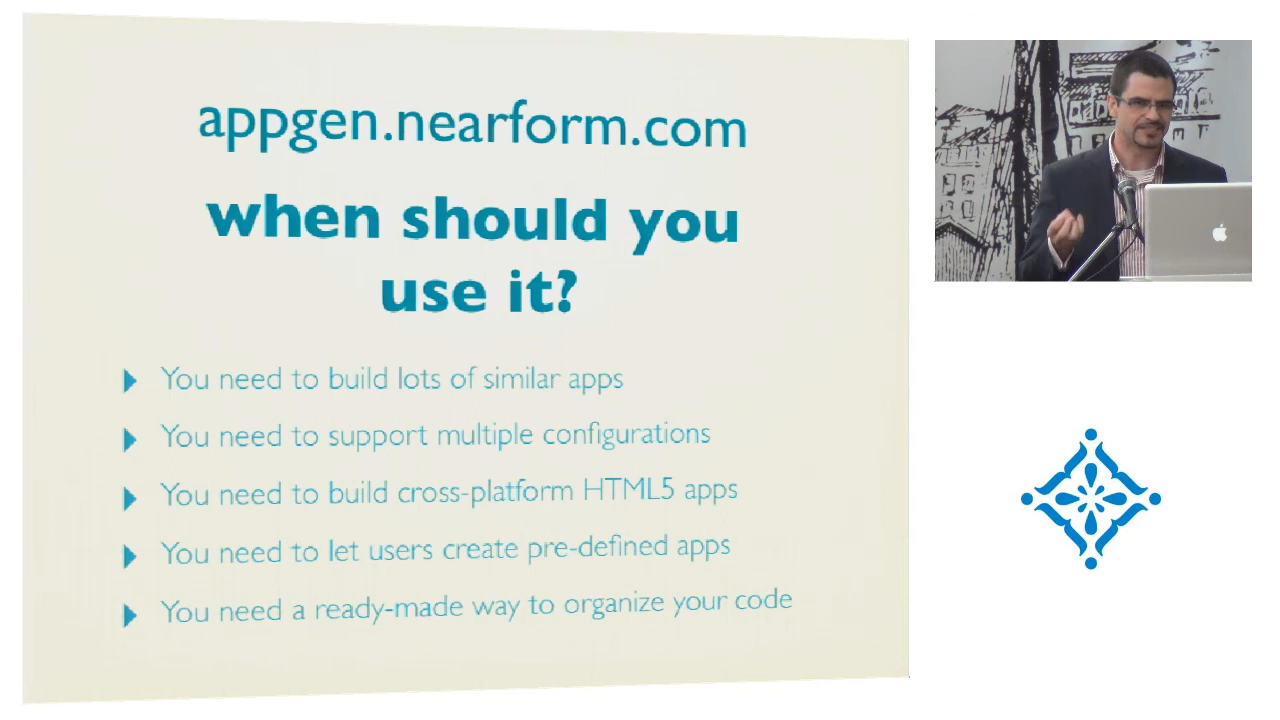 appgen.nearform.com
when should you
use it?
You need to build lots of similar apps
You need to support multiple configurations
You need to build cross-platform HTML5 apps
You need to let users create pre-defined apps
You need a ready-made way to organize your code